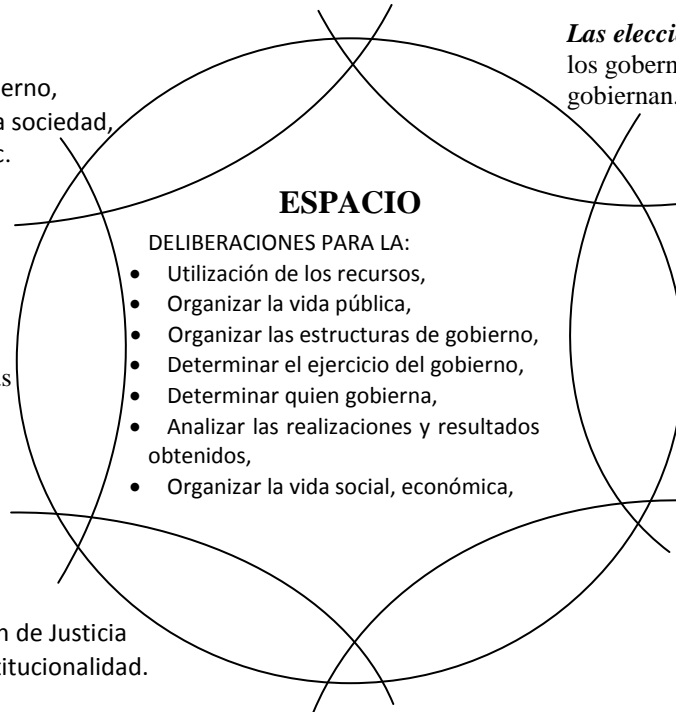 Las elecci
los gobern
gobiernan.
erno,
a sociedad,
c.
ESPACIO
DELIBERACIONES PARA LA:
• Utilización de los recursos,
• Organizar la vida pública,
• Organizar las estructuras de gobierno,
• Determinar el ejercicio del gobierno,
• Determinar quien gobierna,
• Analizar las realizaciones y resultados
obtenidos,
• Organizar la vida social, económica,
s
n de Justicia
titucionalidad.